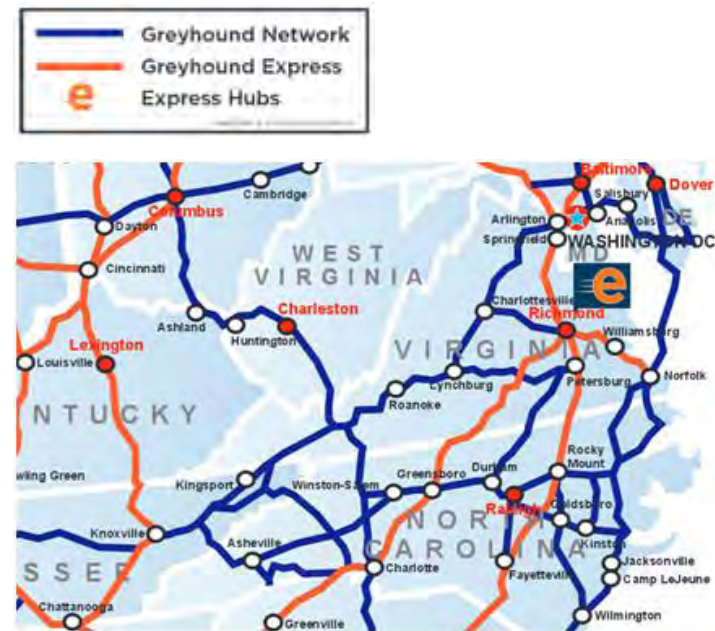 Greyhound Network
Greyhound Express
e Express Hubs
Baltimore
Dover
Salisbury
Cambridge
Columbus
Dayton
Arlington
DE
Springfield
WASHINGTON DC
MD
WEST
VIRGINIA
Cincinnati
e
Charlottesville
Charleston
Richmond
Ashland
Huntington
Williamsburg
Lexington
Louisville
VIRGINIA
Lynchburg
Petersburg
Norfolk
Roanoke
NTUCKY
Rocky
Mount
wling Green
Kingsport
Winston-Salem
Greensboro
Durham
Raleigh
Goldsboro
NORTH
CAROLINA
Knoxville
Asheville
Kinston
Jacksonville
Camp LeJeune
SSEE
Charlotte
Fayettevill
Chattanooga
Greenville
Wilmington